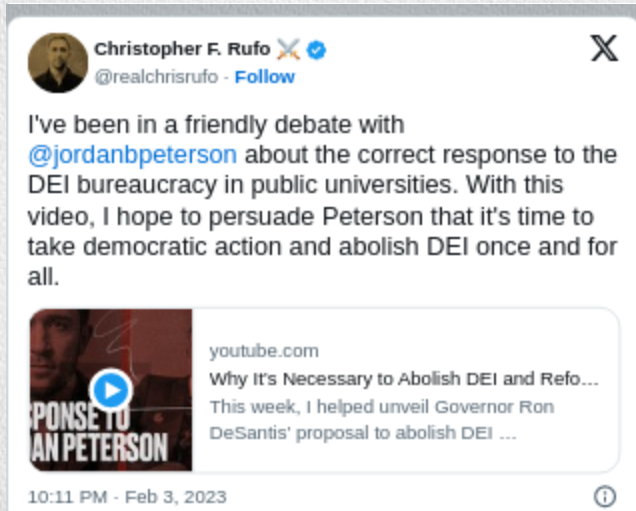 Christopher F. Rufo ⚔️
@realchrisrufo · Follow
I've been in a friendly debate with
@jordanbpeterson about the correct response to the
DEI bureaucracy in public universities. With this
video, I hope to persuade Peterson that it's time to
take democratic action and abolish DEI once and for
all.
SPONSE TO
AN PETERSON
youtube.com
Why It's Necessary to Abolish DEI and Refo...
This week, I helped unveil Governor Ron
DeSantis' proposal to abolish DEI ...
10:11 PM · Feb 3, 2023